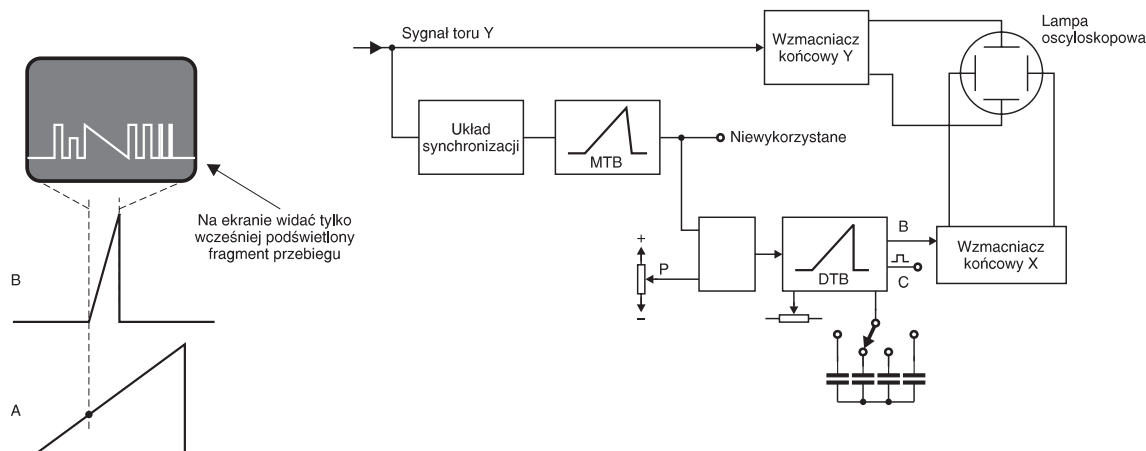 Na ekranie widać tylko
wcześniej podświetlony
fragment przebiegu
B
A
Sygnał toru Y
Wzmacniacz
końcowy Y
Lampa
oscyloskopowa
Układ
synchronizacji
MTB
Niewykorzystane
+
P
–
DTB
B
C
Wzmacniacz
końcowy X